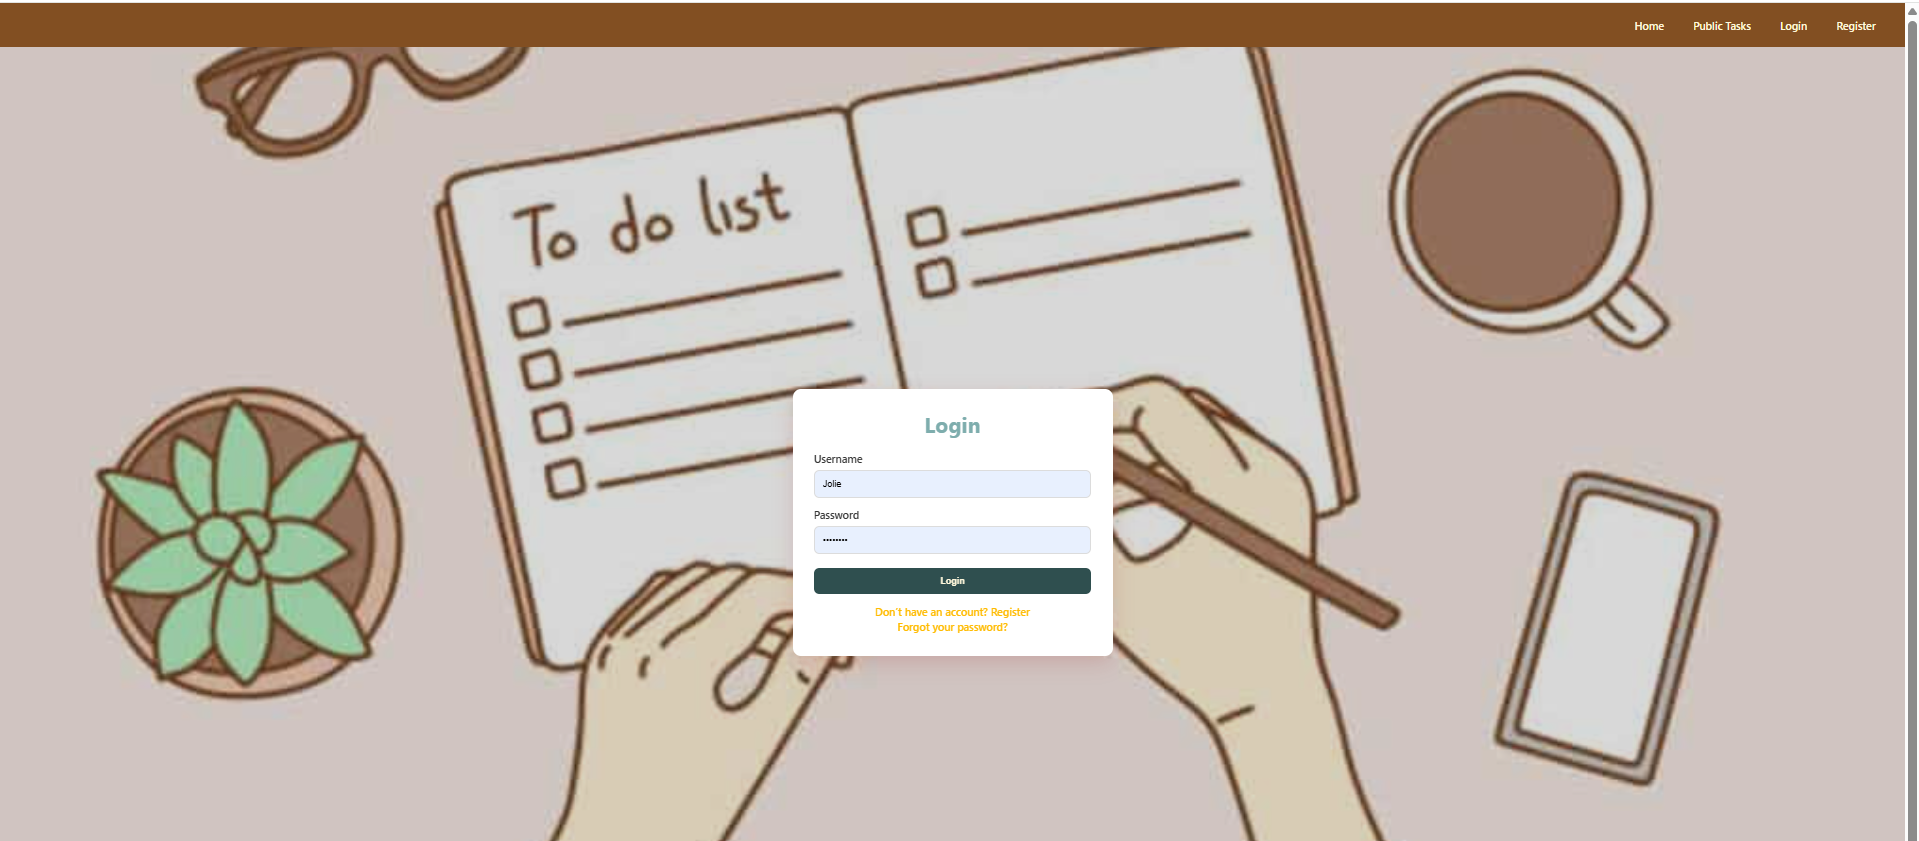 Home Public Tasks Login Register
To do list
Login
Username
Jolie
Password
••••••••
Login
Don't have an account? Register
Forgot your password?